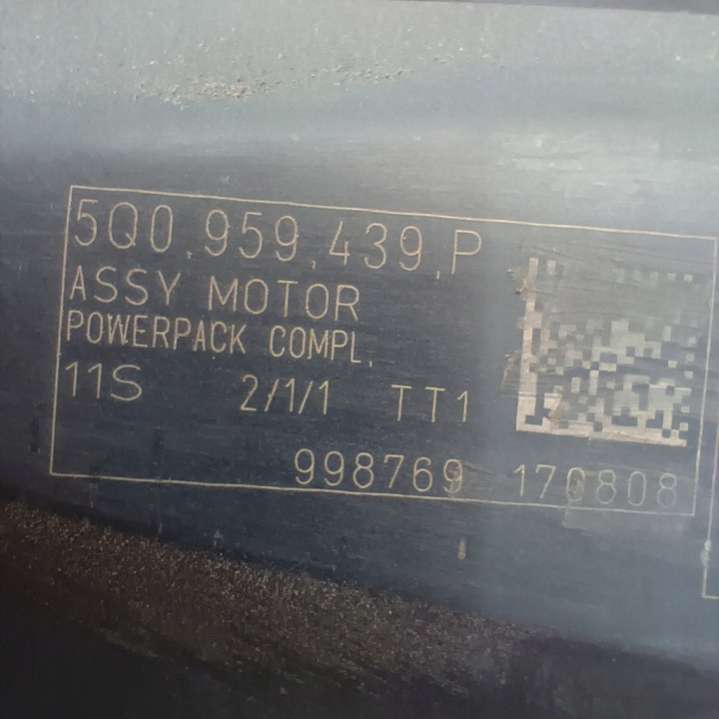 5Q0.959.439.P
ASSY MOTOR
POWERPACK COMPL.
11S 2/1/1 TT1
998769 170808